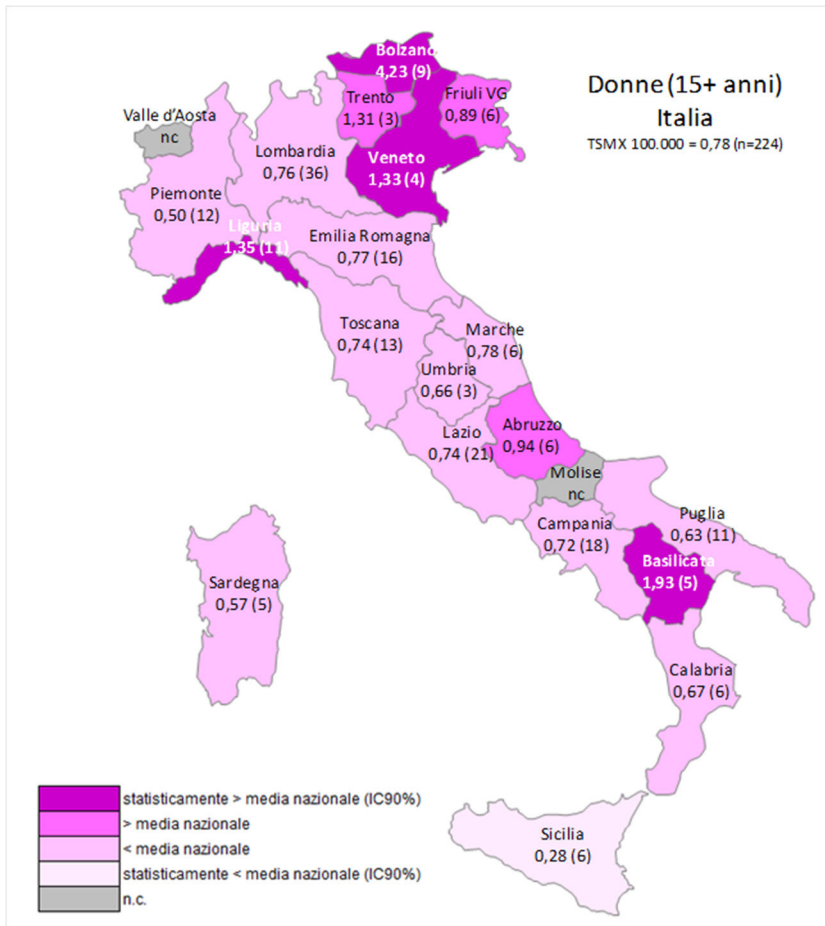 Donne (15+ anni)
Italia
TSMX 100.000 = 0,78 (n=224)
Bolzano
4,23 (9)
Trento
1,31 (3)
Friuli VG
0,89 (6)
Valle d'Aosta
nc
Lombardia
0,76 (36)
Veneto
1,33 (4)
Piemonte
0,50 (12)
Liguria
1,35 (11)
Emilia Romagna
0,77 (16)
Toscana
0,74 (13)
Marche
0,78 (6)
Umbria
0,66 (3)
Lazio
0,74 (21)
Abruzzo
0,94 (6)
Molise
nc
Campania
0,72 (18)
Puglia
0,63 (11)
Basilicata
1,93 (5)
Sardegna
0,57 (5)
Calabria
0,67 (6)
Sicilia
0,28 (6)
statisticamente > media nazionale (IC90%)
> media nazionale
< media nazionale
statisticamente < media nazionale (IC90%)
n.c.